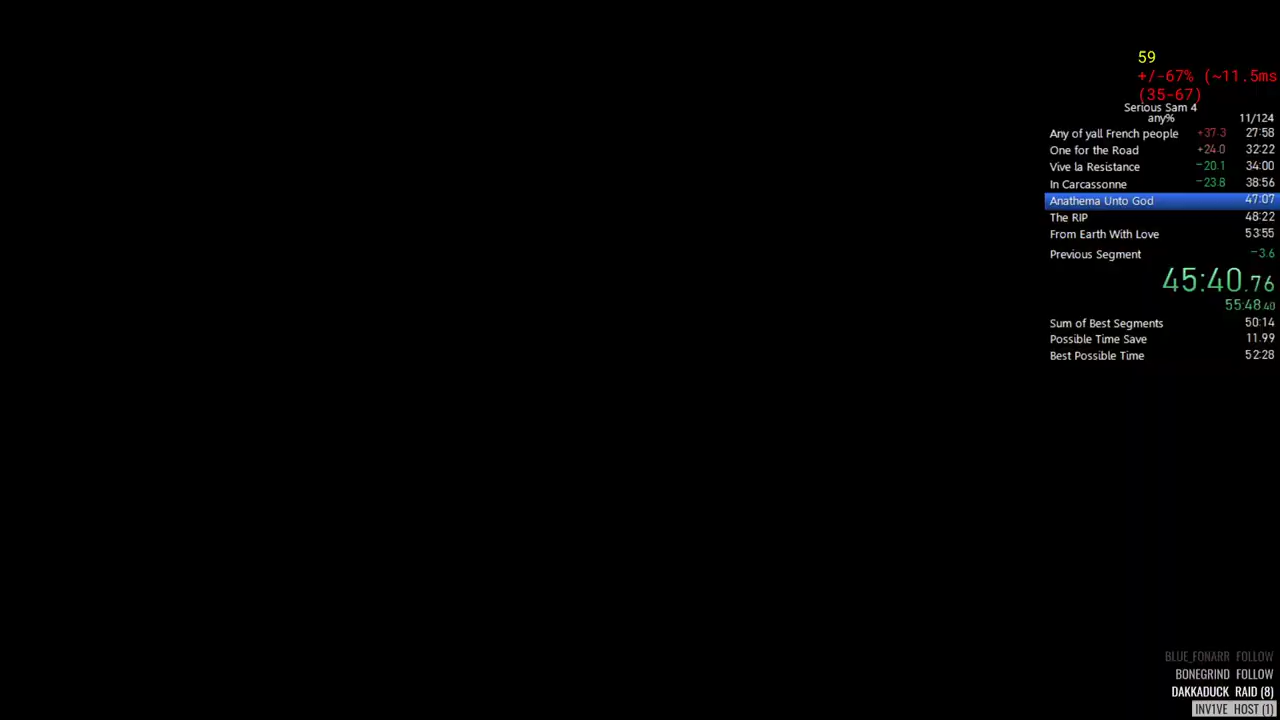 59
+/-67% (~11.5ms
(35-67)
Serious Sam 4
any% 11/124
Any of yall French people +37.3 27:58
One for the Road +24.0 32:22
Vive la Resistance −20.1 34:00
In Carcassonne −23.8 38:56
Anathema Unto God 47:07
The RIP 48:22
From Earth With Love 53:55
Previous Segment −3.6
45:40.76
55:48.40
Sum of Best Segments 50:14
Possible Time Save 11.99
Best Possible Time 52:28
BLUE_FONARR FOLLOW
BONEGRIND FOLLOW
DAKKADUCK RAID (8)
INV1VE HOST (1)